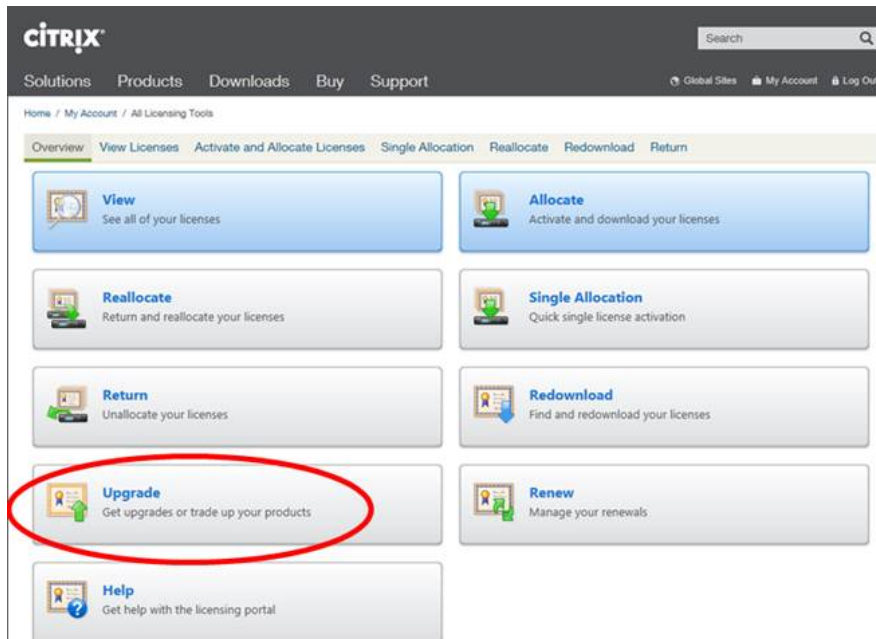 CİTRIX
Search
Solutions Products Downloads Buy Support
Global Sites My Account Log Out
Home / My Account / All Licensing Tools
Overview View Licenses Activate and Allocate Licenses Single Allocation Reallocate Redownload Return
View
See all of your licenses
Allocate
Activate and download your licenses
Reallocate
Return and reallocate your licenses
Single Allocation
Quick single license activation
Return
Unallocate your licenses
Redownload
Find and redownload your licenses
Upgrade
Get upgrades or trade up your products
Renew
Manage your renewals
Help
Get help with the licensing portal